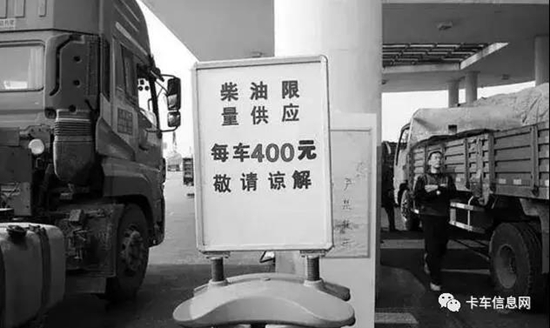 柴油限
量供应
每车400元
敬请谅解
卡车信息网